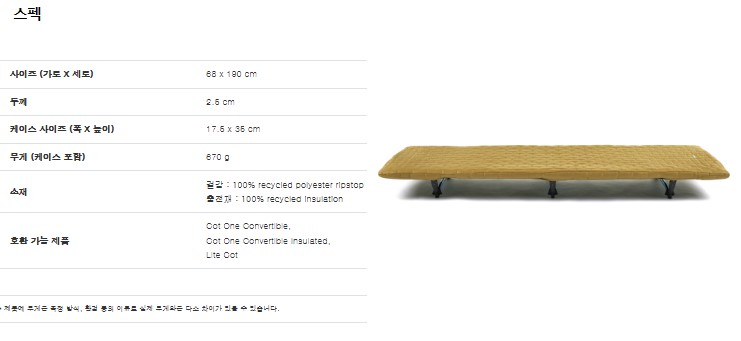 스펙
사이즈 (가로 X 세로) 68 x 190 cm
두께 2.5 cm
케이스 사이즈 (폭 X 높이) 17.5 x 35 cm
무게 (케이스 포함) 670 g
소재 겉감 : 100% recycled polyester ripstop
충전재 : 100% recycled insulation
호환 가능 제품 Cot One Convertible,
Cot One Convertible Insulated,
Lite Cot
제품에 무게는 측정 방식, 환경 등의 이유로 실제 무게와는 다소 차이가 있을 수 있습니다.